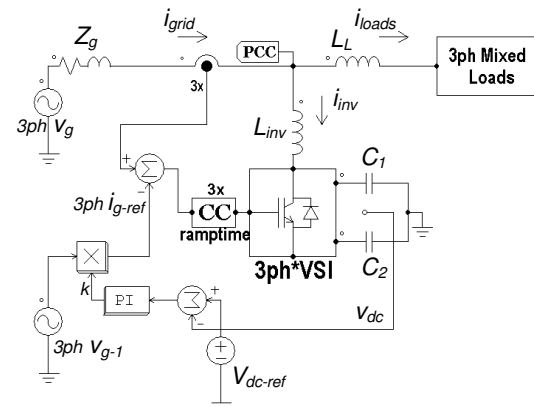 i_grid
i_loads
Z_g
PCC
L_L
3ph Mixed
Loads
3x
i_inv
3ph v_g
L_inv
+
Σ
-
3ph i_g-ref
3x
CC
ramptime
C_1
C_2
3ph*VSI
×
k
PI
Σ
+
-
v_dc
3ph v_g-1
+
-
V_dc-ref